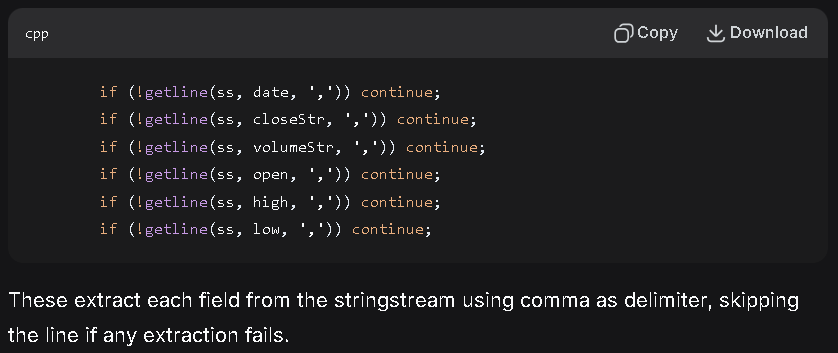 cpp Copy Download
if (!getline(ss, date, ',')) continue;
if (!getline(ss, closeStr, ',')) continue;
if (!getline(ss, volumeStr, ',')) continue;
if (!getline(ss, open, ',')) continue;
if (!getline(ss, high, ',')) continue;
if (!getline(ss, low, ',')) continue;
These extract each field from the stringstream using comma as delimiter, skipping
the line if any extraction fails.